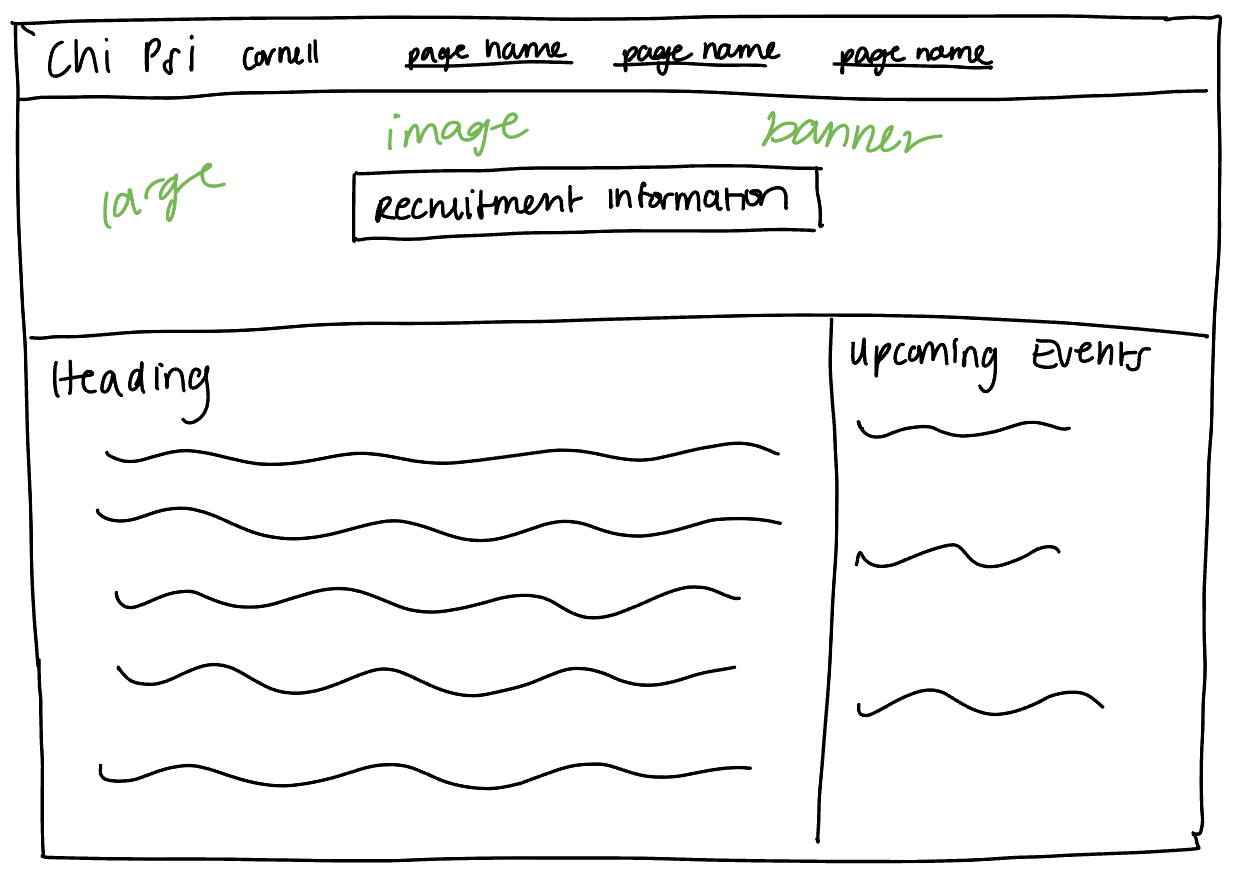 Chi Psi Cornell page name page name page name
large image banner
Recruitment Information
Heading
Upcoming Events